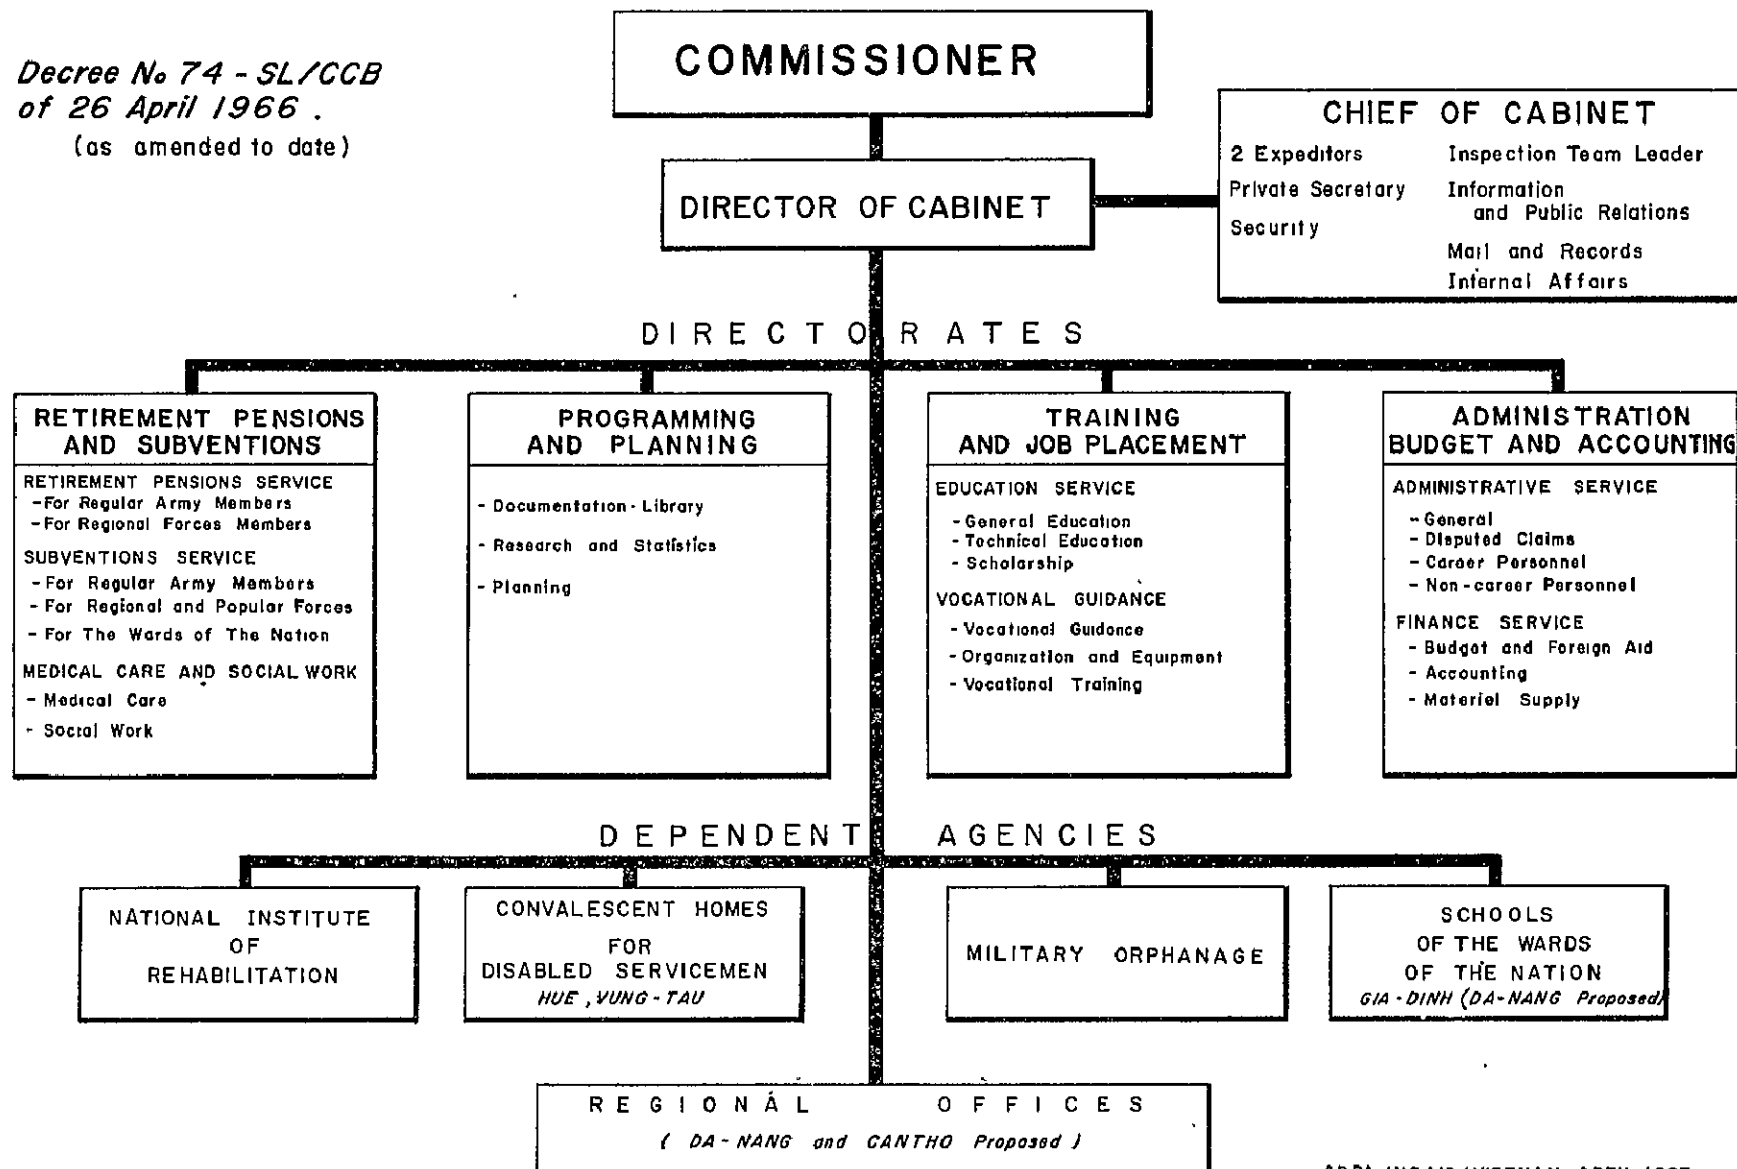 Decree No 74 - SL/CCB
of 26 April 1966 .
(as amended to date)
COMMISSIONER
DIRECTOR OF CABINET
CHIEF OF CABINET
2 Expeditors
Private Secretary
Security
Inspection Team Leader
Information
and Public Relations
Mail and Records
Internal Affairs
DIRECTORATES
RETIREMENT PENSIONS
AND SUBVENTIONS
RETIREMENT PENSIONS SERVICE
- For Regular Army Members
- For Regional Forces Members
SUBVENTIONS SERVICE
- For Regular Army Members
- For Regional and Popular Forces
- For The Wards of The Nation
MEDICAL CARE AND SOCIAL WORK
- Medical Care
- Social Work
PROGRAMMING
AND PLANNING
- Documentation - Library
- Research and Statistics
- Planning
TRAINING
AND JOB PLACEMENT
EDUCATION SERVICE
- General Education
- Technical Education
- Scholarship
VOCATIONAL GUIDANCE
- Vocational Guidance
- Organization and Equipment
- Vocational Training
ADMINISTRATION
BUDGET AND ACCOUNTING
ADMINISTRATIVE SERVICE
- General
- Disputed Claims
- Career Personnel
- Non-career Personnel
FINANCE SERVICE
- Budget and Foreign Aid
- Accounting
- Materiel Supply
DEPENDENT AGENCIES
NATIONAL INSTITUTE
OF
REHABILITATION
CONVALESCENT HOMES
FOR
DISABLED SERVICEMEN
HUE , VUNG - TAU
MILITARY ORPHANAGE
SCHOOLS
OF THE WARDS
OF THE NATION
GIA - DINH (DA-NANG Proposed)
REGIONAL OFFICES
( DA - NANG and CANTHO Proposed )